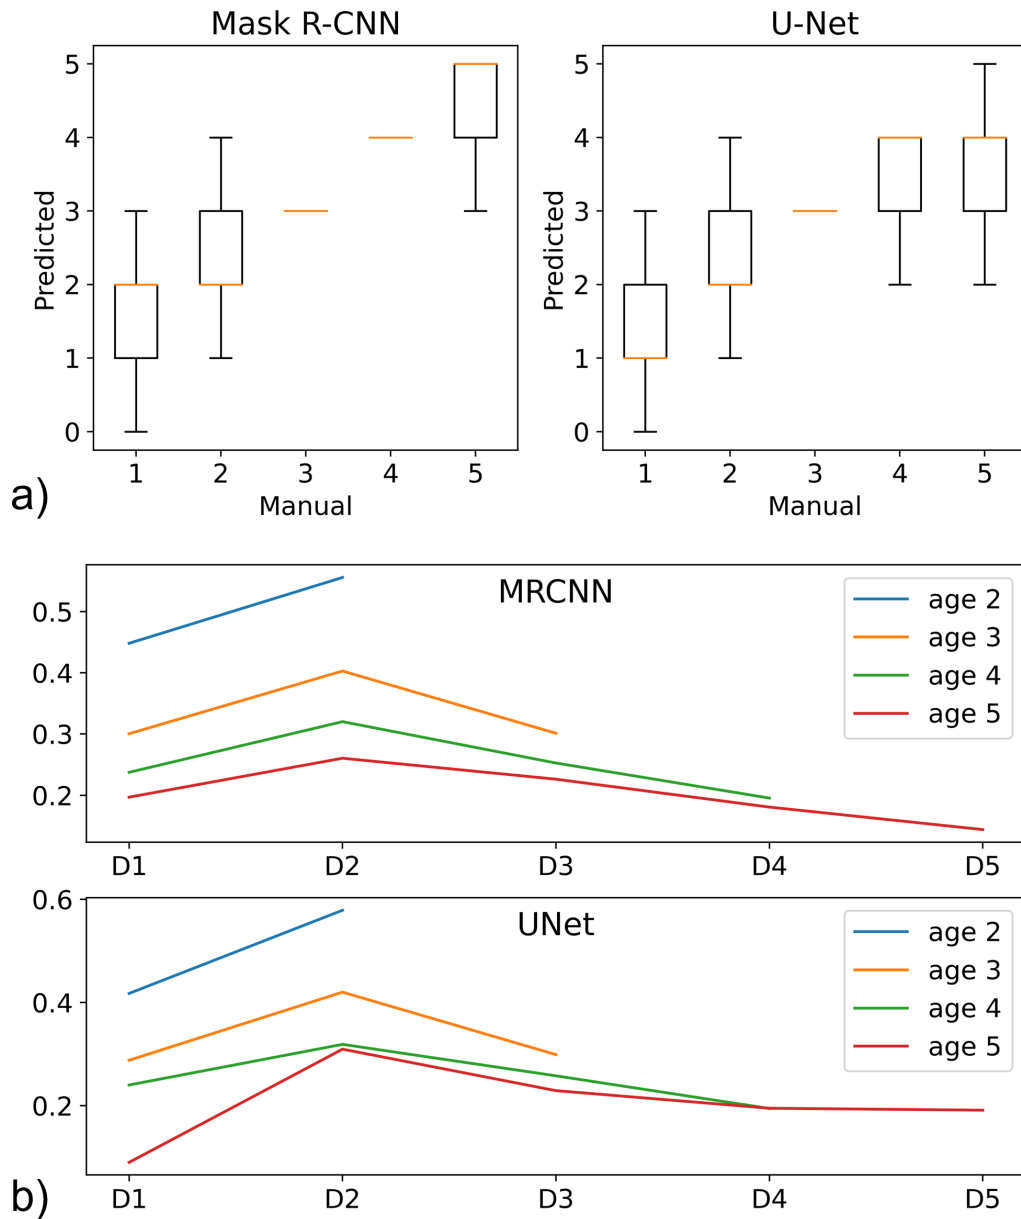 Mask R-CNN
U-Net
Predicted
5
4
3
2
1
0
1 2 3 4 5
Manual
Predicted
5
4
3
2
1
0
1 2 3 4 5
Manual
a)
MRCNN
0.5
0.4
0.3
0.2
age 2
age 3
age 4
age 5
D1 D2 D3 D4 D5
UNet
0.6
0.4
0.2
age 2
age 3
age 4
age 5
D1 D2 D3 D4 D5
b)